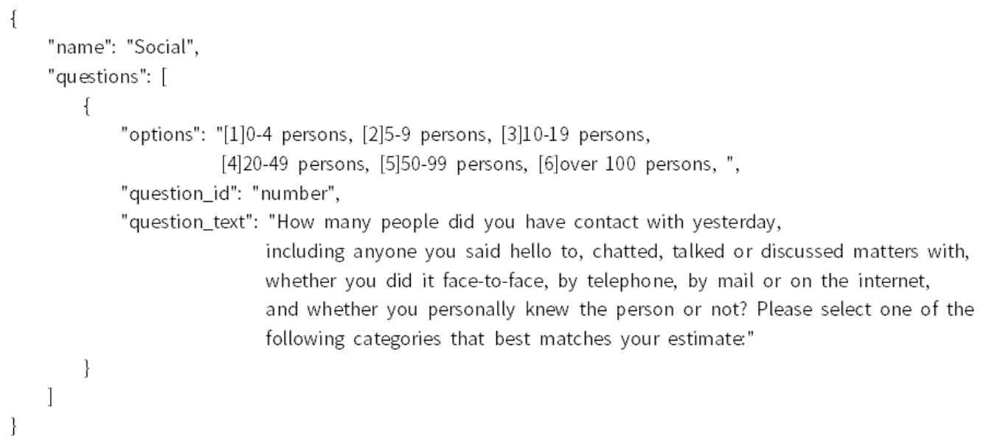 {
"name": "Social",
"questions": [
{
"options": "[1]0-4 persons, [2]5-9 persons, [3]10-19 persons,
[4]20-49 persons, [5]50-99 persons, [6]over 100 persons, ",
"question_id": "number",
"question_text": "How many people did you have contact with yesterday,
including anyone you said hello to, chatted, talked or discussed matters with,
whether you did it face-to-face, by telephone, by mail or on the internet,
and whether you personally knew the person or not? Please select one of the
following categories that best matches your estimate:"
}
]
}